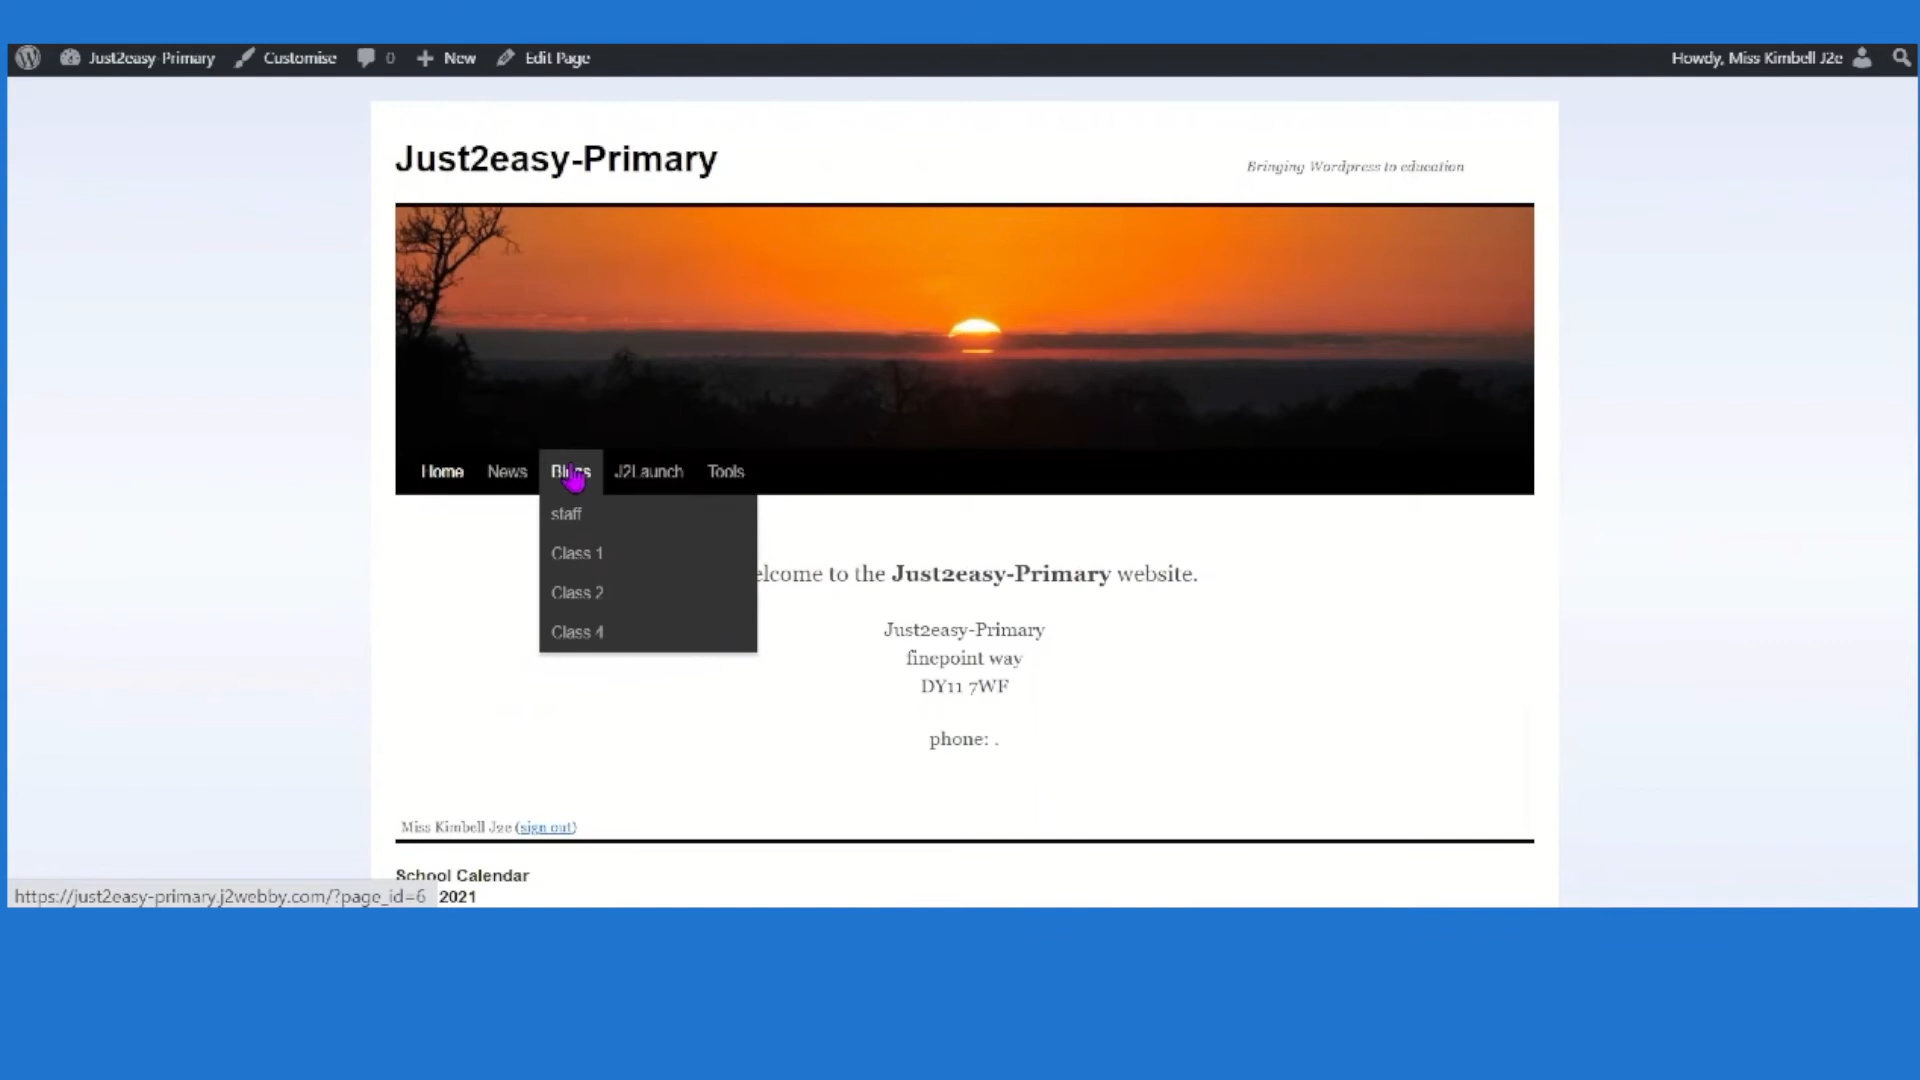 Just2easy-Primary Customise 0 New Edit Page Howdy, Miss Kimbell J2e
Just2easy-Primary
Bringing Wordpress to education
Home News Blogs J2Launch Tools
staff
Class 1
Class 2
Class 4
elcome to the Just2easy-Primary website.
Just2easy-Primary
finepoint way
DY11 7WF
phone: .
Miss Kimbell J2e (sign out)
School Calendar
2021
https://just2easy-primary.j2webby.com/?page_id=6